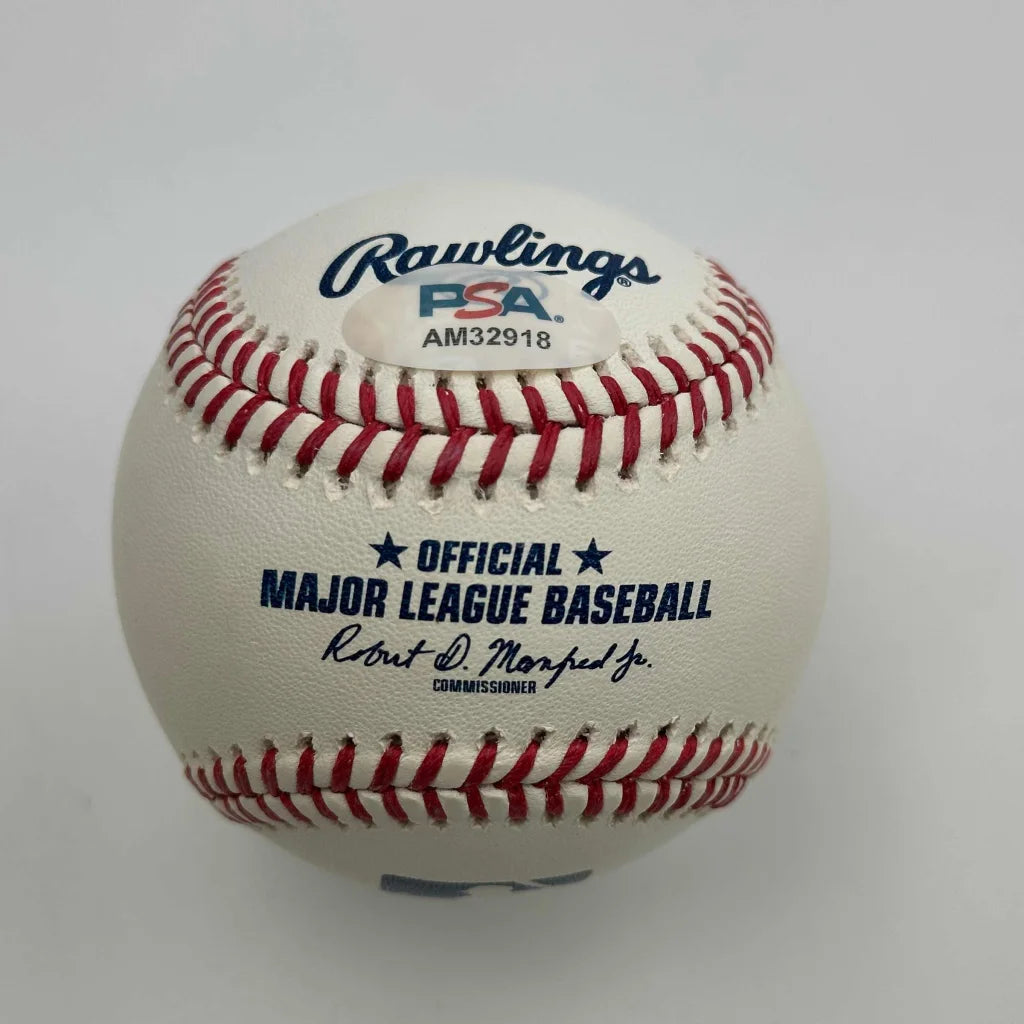 Rawlings®
PSA®
AM32918
★ OFFICIAL ★
MAJOR LEAGUE BASEBALL
Robert D. Manfred Jr.
COMMISSIONER